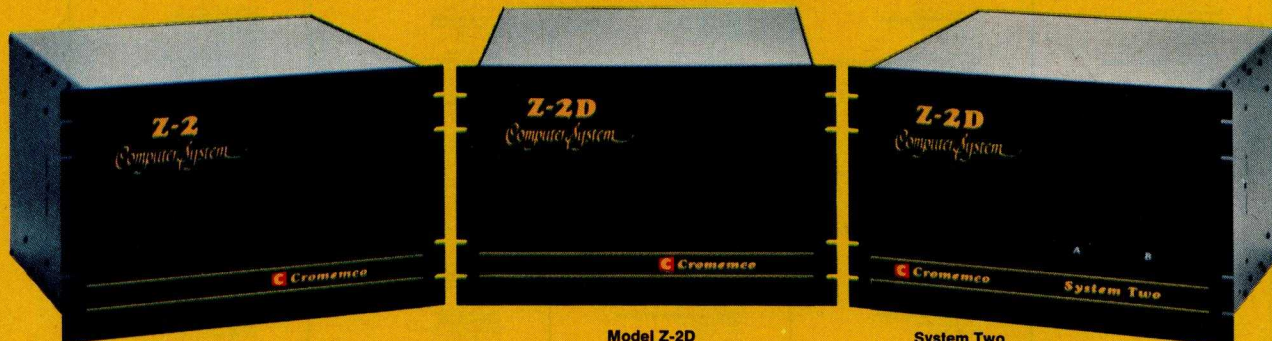 Z-2
Computer System
C Cromemco
Z-2D
Computer System
C Cromemco
Z-2D
Computer System
A B
C Cromemco
System Two
Model Z-2D
System Two